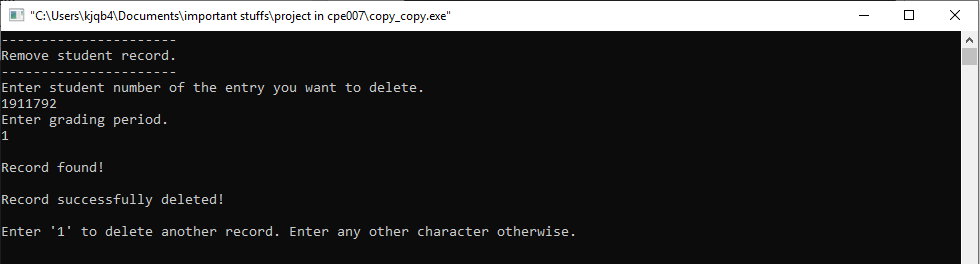 "C:\Users\kjqb4\Documents\important stuffs\project in cpe007\copy_copy.exe"
----------------------
Remove student record.
----------------------
Enter student number of the entry you want to delete.
1911792
Enter grading period.
1
Record found!
Record successfully deleted!
Enter '1' to delete another record. Enter any other character otherwise.